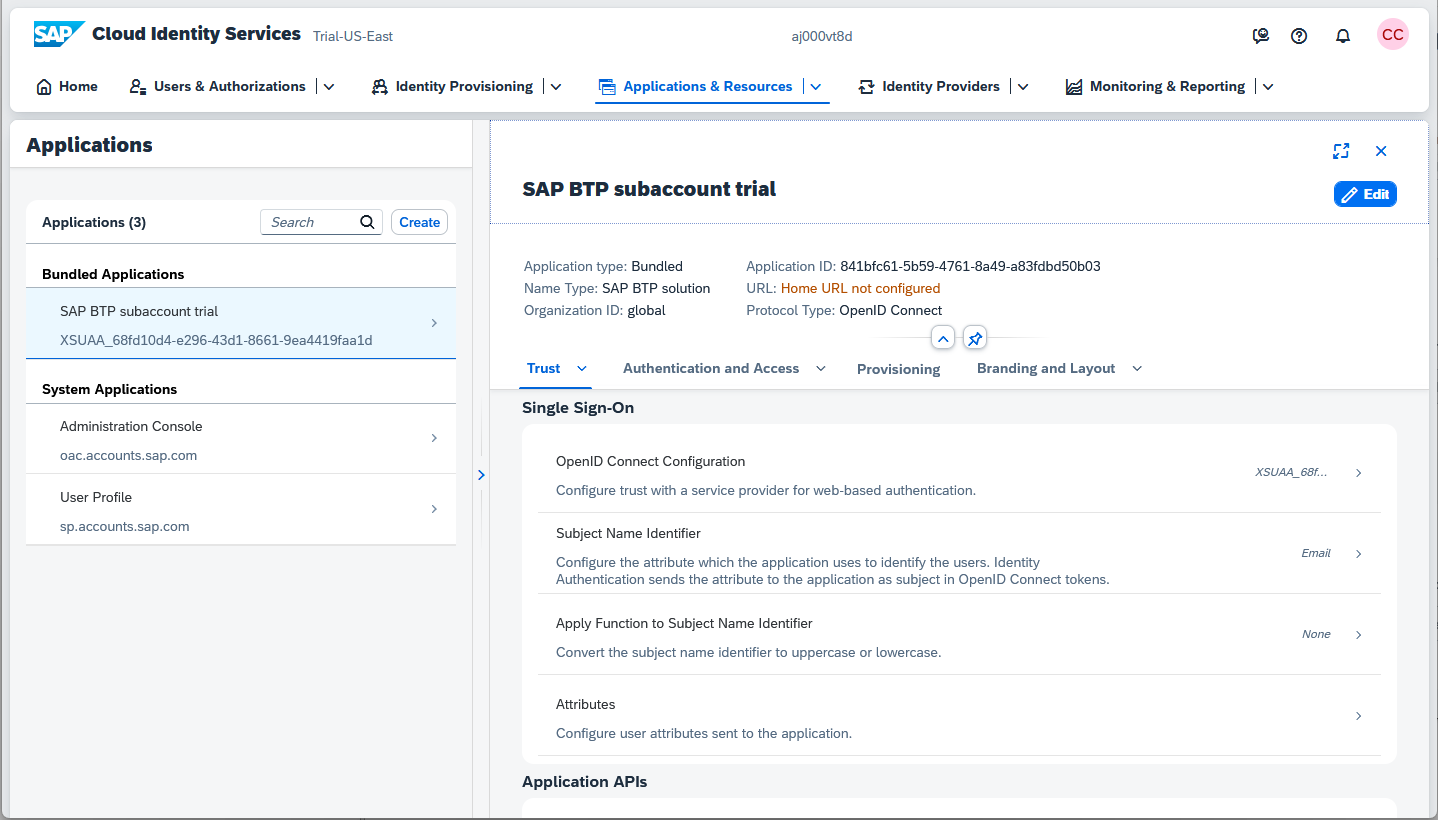 SAP Cloud Identity Services Trial-US-East aj000vt8d CC
Home Users & Authorizations Identity Provisioning Applications & Resources Identity Providers Monitoring & Reporting
Applications
Applications (3) Search Create
Bundled Applications
SAP BTP subaccount trial
XSUAA_68fd10d4-e296-43d1-8661-9ea4419faa1d
System Applications
Administration Console
oac.accounts.sap.com
User Profile
sp.accounts.sap.com
SAP BTP subaccount trial
Edit
Application type: Bundled Application ID: 841bfc61-5b59-4761-8a49-a83fdbd50b03
Name Type: SAP BTP solution URL: Home URL not configured
Organization ID: global Protocol Type: OpenID Connect
Trust Authentication and Access Provisioning Branding and Layout
Single Sign-On
OpenID Connect Configuration
XSUAA_68f...
Configure trust with a service provider for web-based authentication.
Subject Name Identifier
Email
Configure the attribute which the application uses to identify the users. Identity
Authentication sends the attribute to the application as subject in OpenID Connect tokens.
Apply Function to Subject Name Identifier
None
Convert the subject name identifier to uppercase or lowercase.
Attributes
Configure user attributes sent to the application.
Application APIs